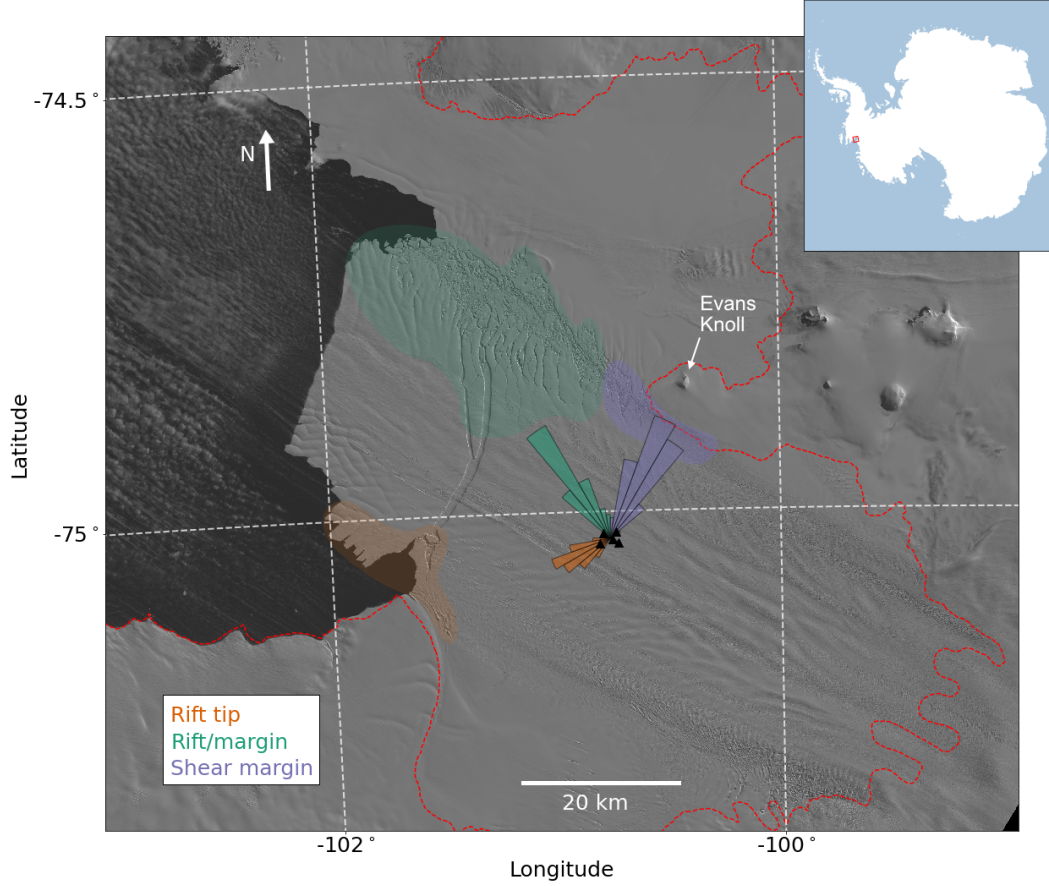 -74.5°
N
Evans
Knoll
Latitude
-75°
Rift tip
Rift/margin
Shear margin
20 km
-102°
-100°
Longitude